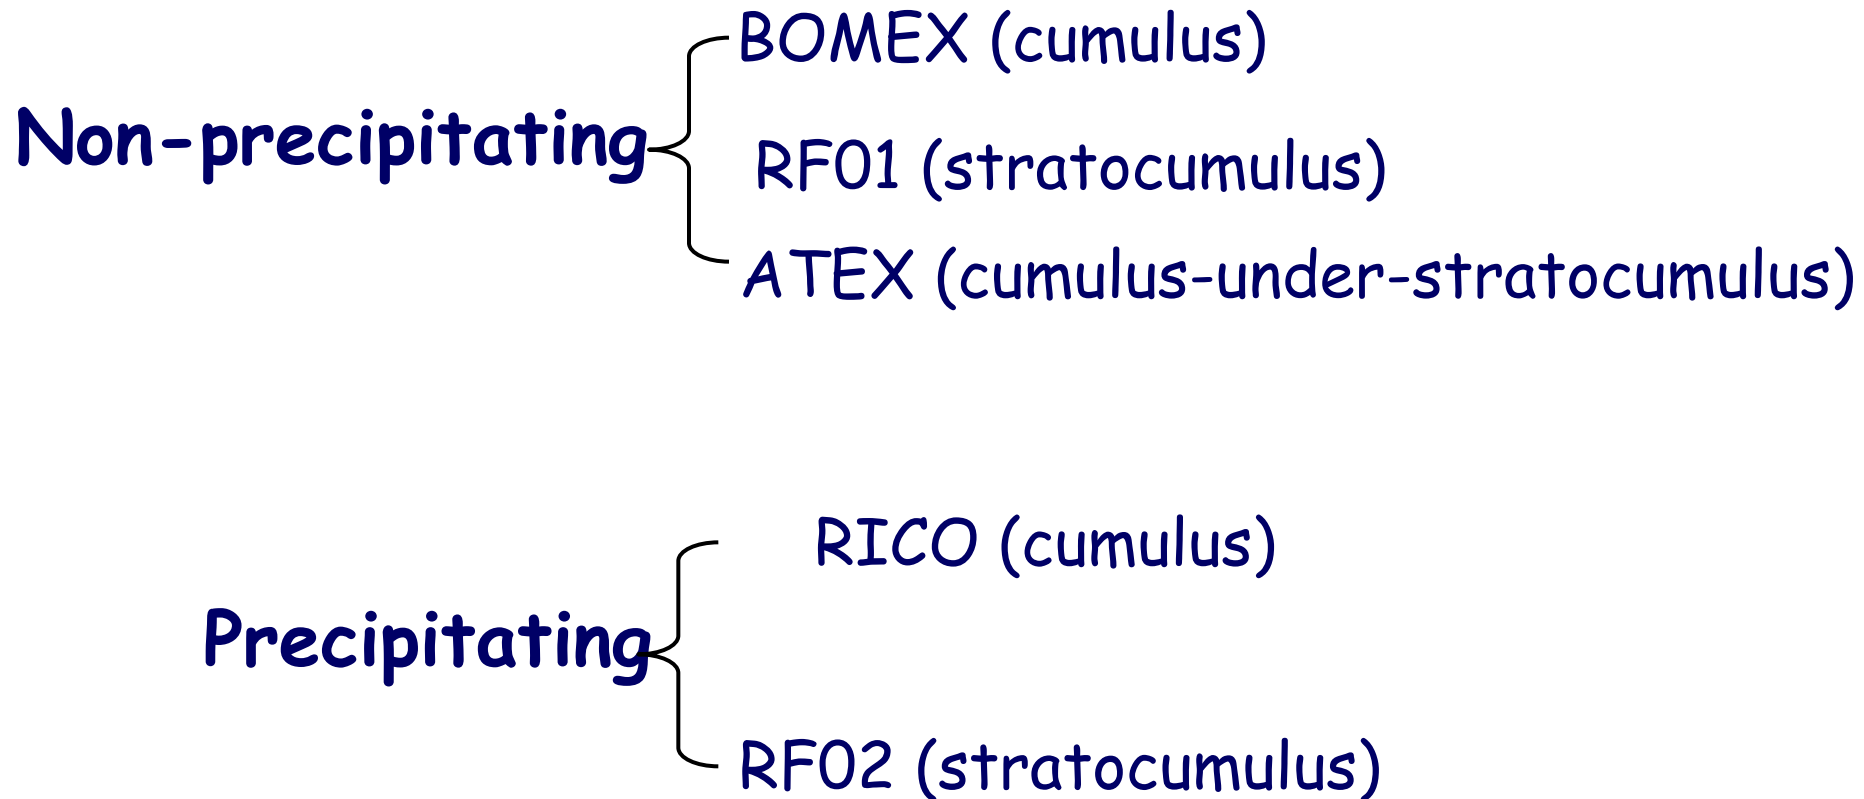 BOMEX (cumulus)
Non-precipitating
RF01 (stratocumulus)
ATEX (cumulus-under-stratocumulus)
RICO (cumulus)
Precipitating
RF02 (stratocumulus)